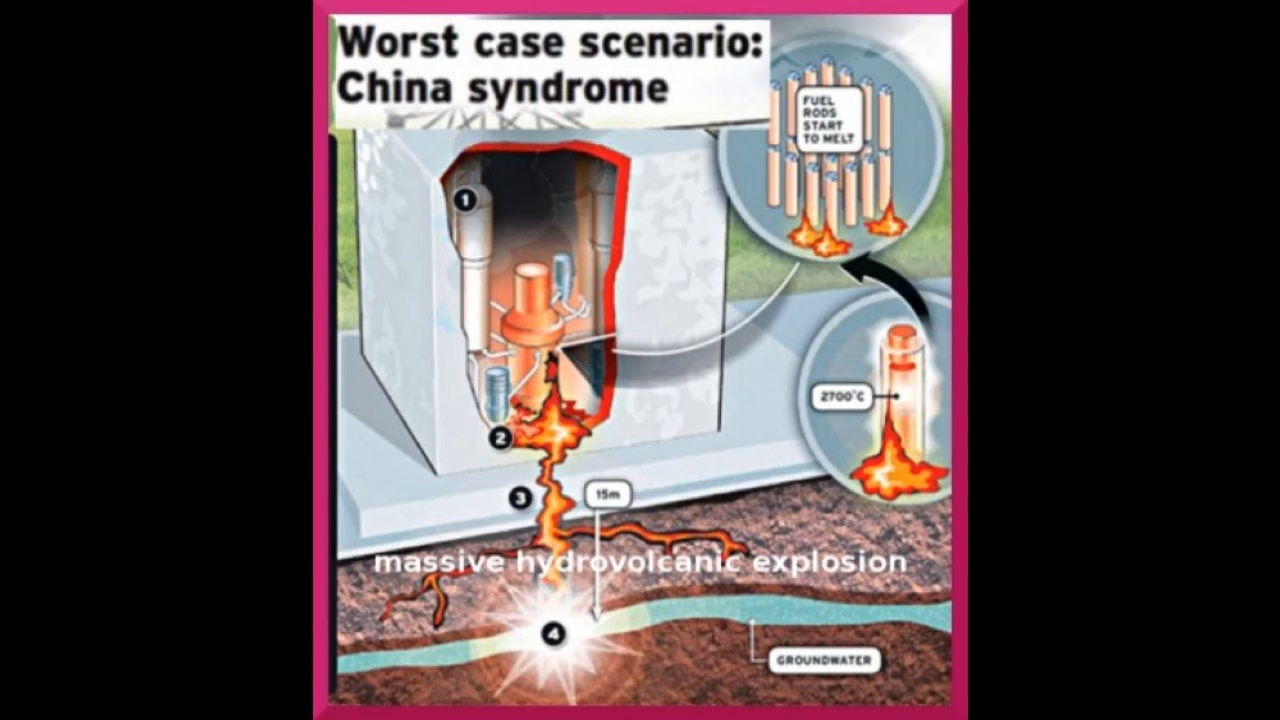 Worst case scenario:
China syndrome
FUEL
RODS
START
TO MELT
1
2700°C
2
3
15m
massive hydrovolcanic explosion
4
GROUNDWATER